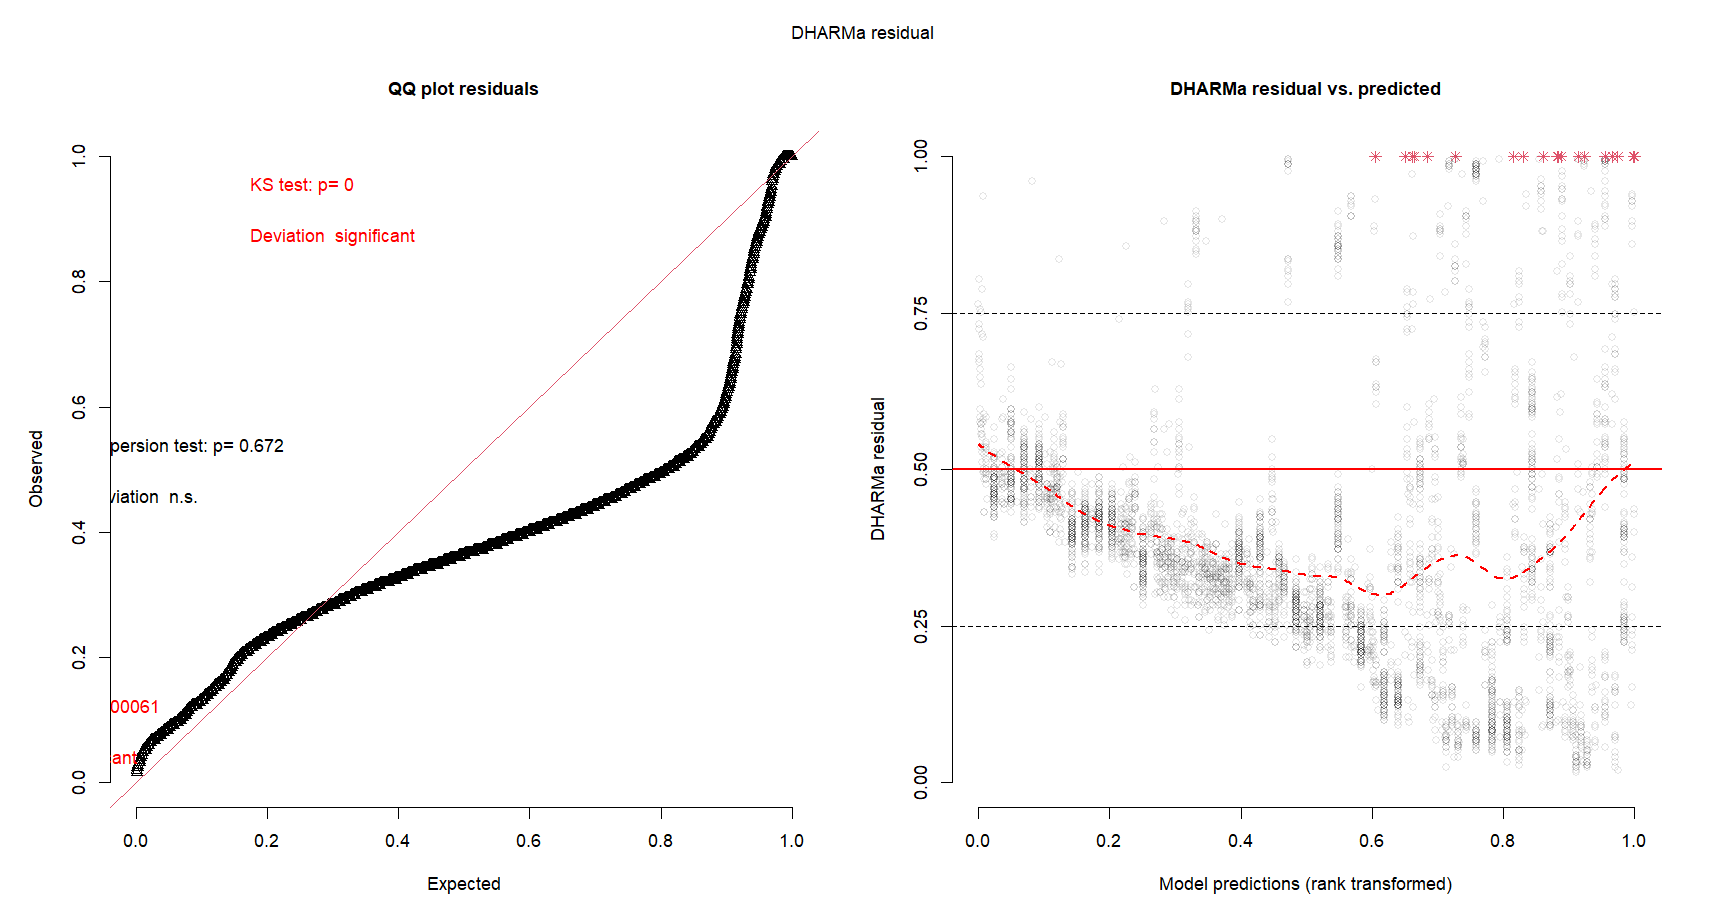 DHARMa residual
QQ plot residuals
KS test: p= 0
Deviation  significant
persion test: p= 0.672
viation  n.s.
00061
ant
Observed
0.0 0.2 0.4 0.6 0.8 1.0
0.0 0.2 0.4 0.6 0.8 1.0
Expected
DHARMa residual vs. predicted
DHARMa residual
0.00 0.25 0.50 0.75 1.00
0.0 0.2 0.4 0.6 0.8 1.0
Model predictions (rank transformed)